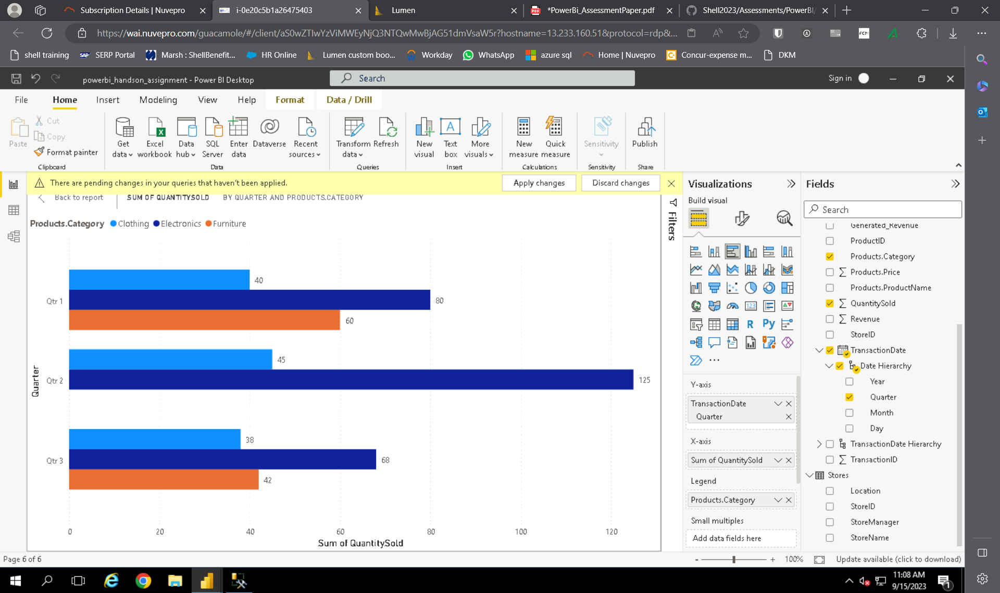 Subscription Details | Nuvepro
i-0e20c5b1a26475403
Lumen
*PowerBi_AssessmentPaper.pdf
Shell2023/Assessments/PowerBI/
https://wai.nuvepro.com/guacamole/#/client/aS0wZTIwYzViMWEyNjQ3NTQwMwBjAG51dmVsaW5r?hostname=13.233.160.51&protocol=rdp&...
shell training
SERP Portal
Marsh : ShellBenefit...
HR Online
Lumen custom boo...
Workday
WhatsApp
azure sql
Home | Nuvepro
Concur-expense m...
DKM
powerbi_handson_assignment - Power BI Desktop
Search
Sign in
File
Home
Insert
Modeling
View
Help
Format
Data / Drill
Paste
Cut
Copy
Format painter
Clipboard
Get data
Excel workbook
Data hub
SQL Server
Enter data
Dataverse
Recent sources
Data
Transform data
Refresh
Queries
New visual
Text box
More visuals
Insert
New measure
Quick measure
Calculations
Sensitivity
Sensitivity
Publish
Share
There are pending changes in your queries that haven't been applied.
Apply changes
Discard changes
Back to report
SUM OF QUANTITYSOLD
BY QUARTER AND PRODUCTS.CATEGORY
Products.Category
Clothing
Electronics
Furniture
Quarter
Qtr 1
40
80
60
Qtr 2
45
125
Qtr 3
38
68
42
0
20
40
60
80
100
120
Sum of QuantitySold
Filters
Visualizations
Build visual
123
R
Py
Y-axis
TransactionDate
Quarter
X-axis
Sum of QuantitySold
Legend
Products.Category
Small multiples
Add data fields here
Fields
Search
Generated_Revenue
ProductID
Products.Category
Products.Price
Products.ProductName
QuantitySold
Revenue
StoreID
TransactionDate
Date Hierarchy
Year
Quarter
Month
Day
TransactionDate Hierarchy
TransactionID
Stores
Location
StoreID
StoreManager
StoreName
Page 6 of 6
- + 100%
Update available (click to download)
11:08 AM
9/15/2023
1